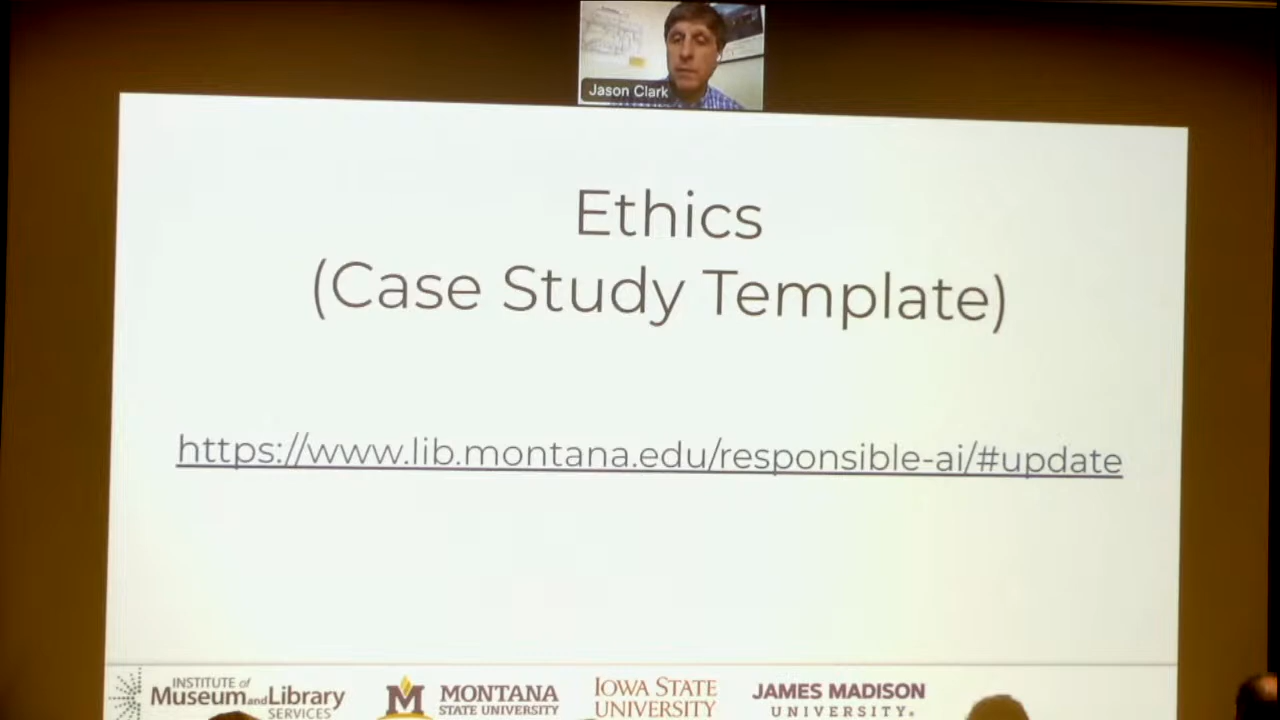 Jason Clark
Ethics
(Case Study Template)
https://www.lib.montana.edu/responsible-ai/#update
INSTITUTE of
Museum and Library
SERVICES
M
MONTANA
STATE UNIVERSITY
IOWA STATE
UNIVERSITY
JAMES MADISON
UNIVERSITY.